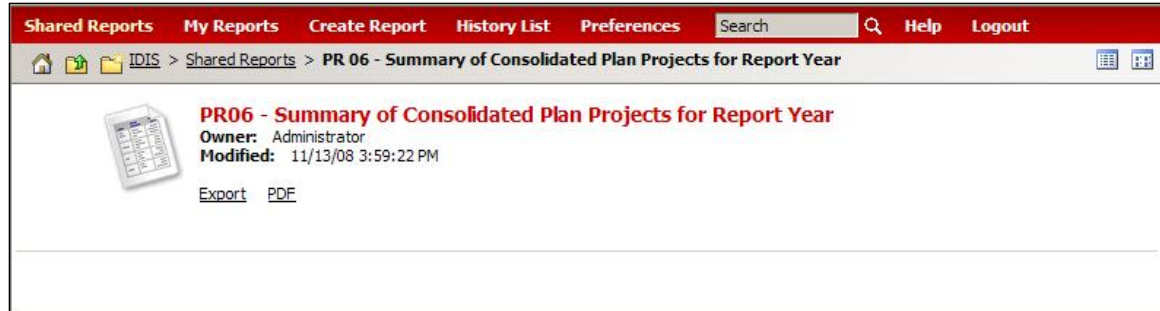 Shared Reports My Reports Create Report History List Preferences Search Help Logout
IDIS > Shared Reports > PR 06 - Summary of Consolidated Plan Projects for Report Year
PR06 - Summary of Consolidated Plan Projects for Report Year
Owner: Administrator
Modified: 11/13/08 3:59:22 PM
Export PDF